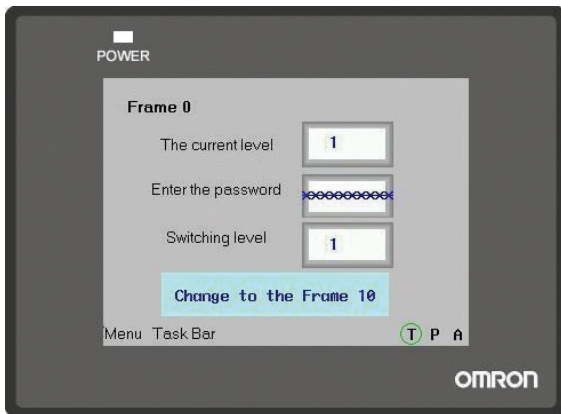 POWER
Frame 0
The current level 1
Enter the password
Switching level 1
Change to the Frame 10
Menu Task Bar T P A
OMRON